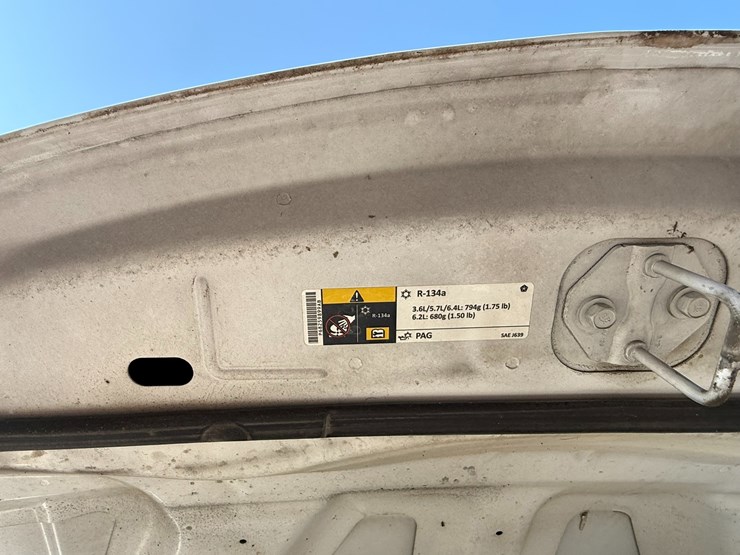 R-134a
R-134a
3.6L/5.7L/6.4L: 794g (1.75 lb)
6.2L: 680g (1.50 lb)
PAG
SAE J639